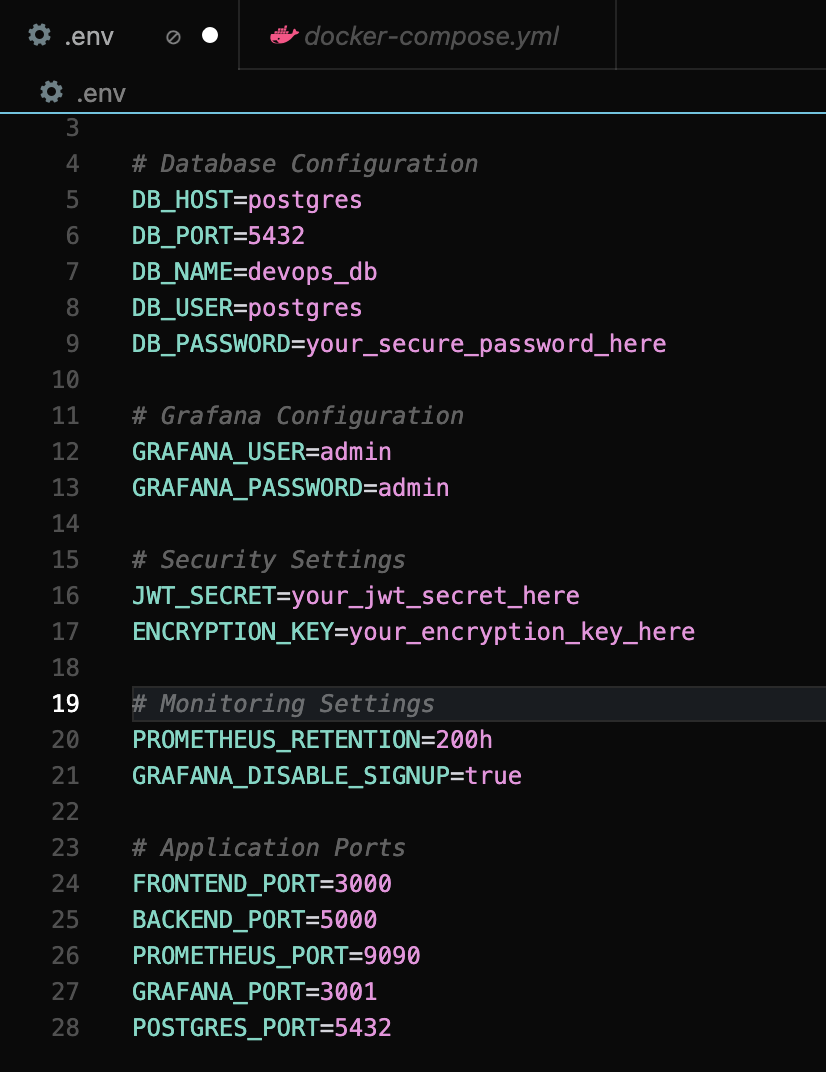 .env
docker-compose.yml
.env
3
4 # Database Configuration
5 DB_HOST=postgres
6 DB_PORT=5432
7 DB_NAME=devops_db
8 DB_USER=postgres
9 DB_PASSWORD=your_secure_password_here
10
11 # Grafana Configuration
12 GRAFANA_USER=admin
13 GRAFANA_PASSWORD=admin
14
15 # Security Settings
16 JWT_SECRET=your_jwt_secret_here
17 ENCRYPTION_KEY=your_encryption_key_here
18
19 # Monitoring Settings
20 PROMETHEUS_RETENTION=200h
21 GRAFANA_DISABLE_SIGNUP=true
22
23 # Application Ports
24 FRONTEND_PORT=3000
25 BACKEND_PORT=5000
26 PROMETHEUS_PORT=9090
27 GRAFANA_PORT=3001
28 POSTGRES_PORT=5432